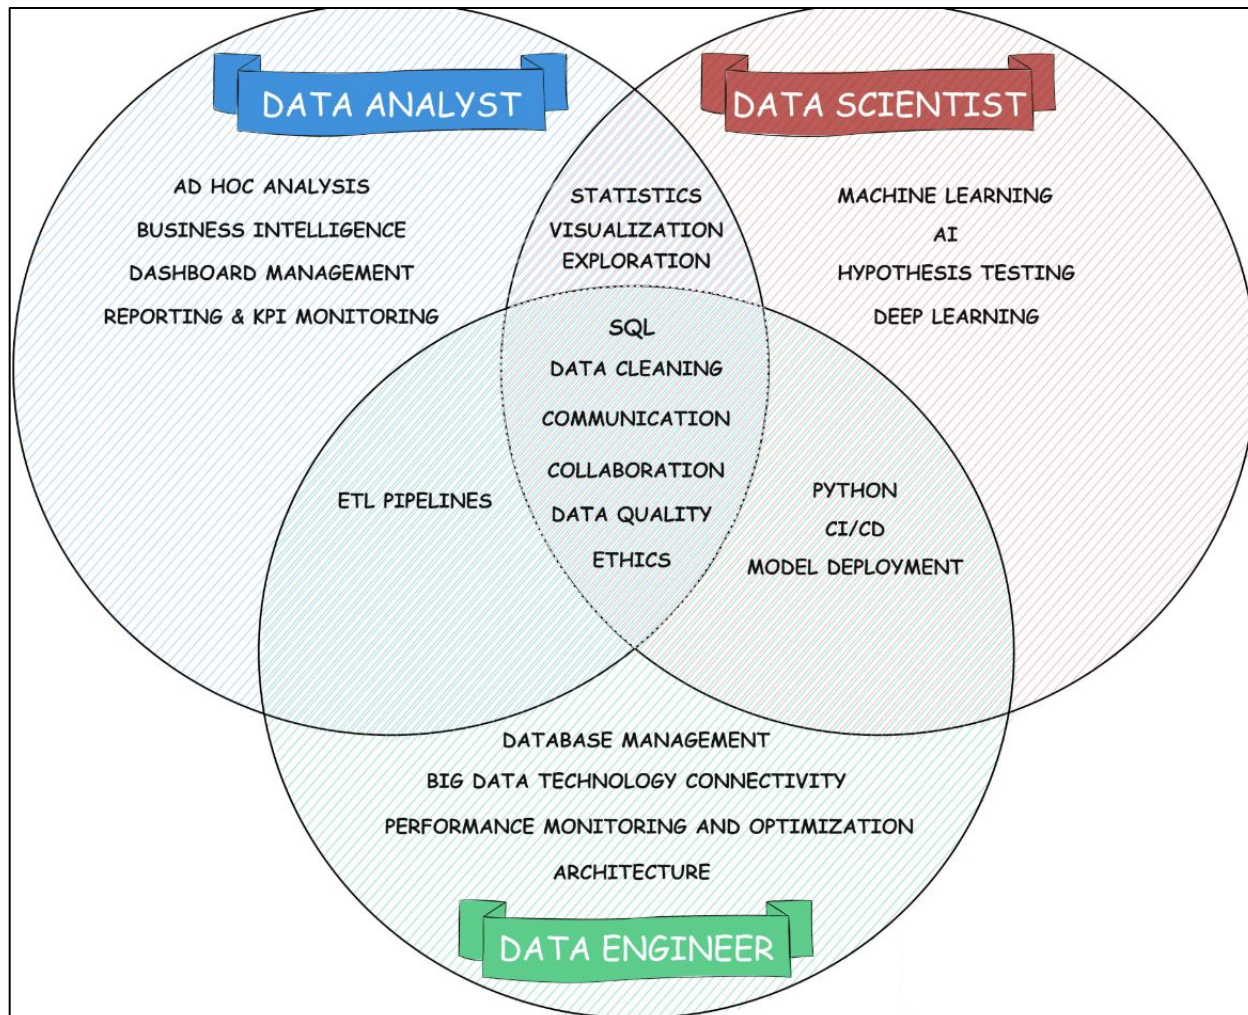 DATA ANALYST
DATA SCIENTIST
AD HOC ANALYSIS
BUSINESS INTELLIGENCE
DASHBOARD MANAGEMENT
REPORTING & KPI MONITORING
STATISTICS
VISUALIZATION
EXPLORATION
MACHINE LEARNING
AI
HYPOTHESIS TESTING
DEEP LEARNING
SQL
DATA CLEANING
COMMUNICATION
COLLABORATION
DATA QUALITY
ETHICS
ETL PIPELINES
PYTHON
CI/CD
MODEL DEPLOYMENT
DATABASE MANAGEMENT
BIG DATA TECHNOLOGY CONNECTIVITY
PERFORMANCE MONITORING AND OPTIMIZATION
ARCHITECTURE
DATA ENGINEER